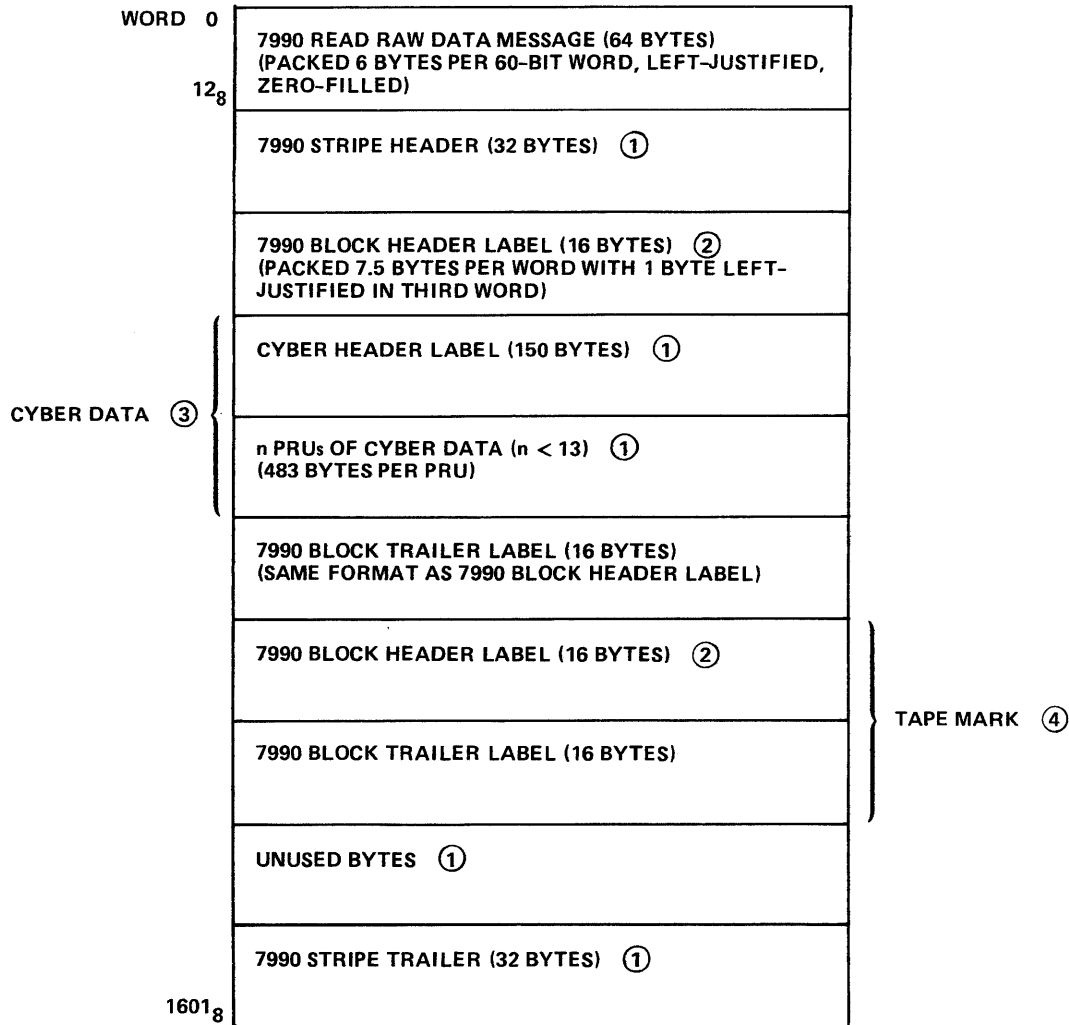 WORD 0
7990 READ RAW DATA MESSAGE (64 BYTES)
(PACKED 6 BYTES PER 60-BIT WORD, LEFT-JUSTIFIED,
ZERO-FILLED)
12₈
7990 STRIPE HEADER (32 BYTES) ①
7990 BLOCK HEADER LABEL (16 BYTES) ②
(PACKED 7.5 BYTES PER WORD WITH 1 BYTE LEFT-
JUSTIFIED IN THIRD WORD)
CYBER HEADER LABEL (150 BYTES) ①
CYBER DATA ③
n PRUs OF CYBER DATA (n < 13) ①
(483 BYTES PER PRU)
7990 BLOCK TRAILER LABEL (16 BYTES)
(SAME FORMAT AS 7990 BLOCK HEADER LABEL)
7990 BLOCK HEADER LABEL (16 BYTES) ②
TAPE MARK ④
7990 BLOCK TRAILER LABEL (16 BYTES)
UNUSED BYTES ①
7990 STRIPE TRAILER (32 BYTES) ①
1601₈